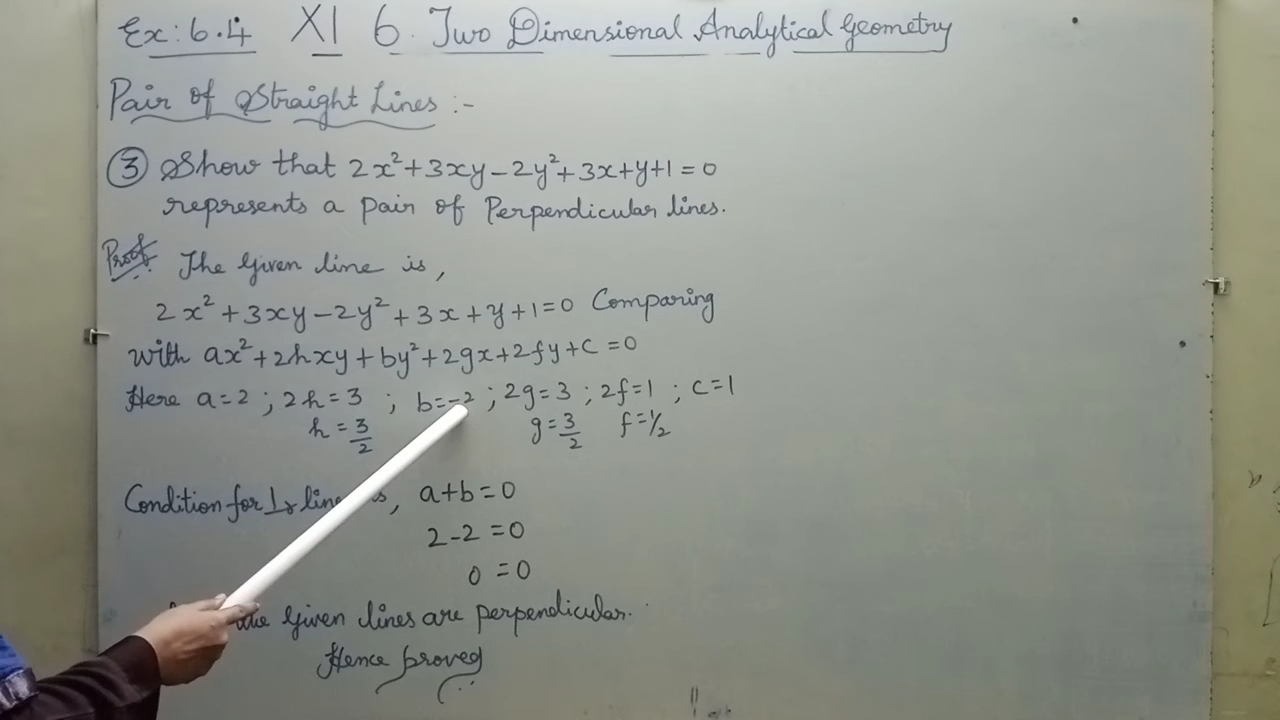 Ex: 6.4 XI 6. Two Dimensional Analytical Geometry
Pair of Straight Lines :-
③ Show that 2x²+3xy-2y²+3x+y+1=0
represents a pair of Perpendicular lines.
Proof: The Given line is,
2x²+3xy-2y²+3x+y+1=0 Comparing
with ax²+2hxy+by²+2gx+2fy+c=0
Here a=2 ; 2h=3 ; b=-2 ; 2g=3 ; 2f=1 ; c=1
h=3/2 g=3/2 f=1/2
Condition for ⊥r a+b=0
2-2=0
0=0
Given lines are perpendicular.
Hence proved